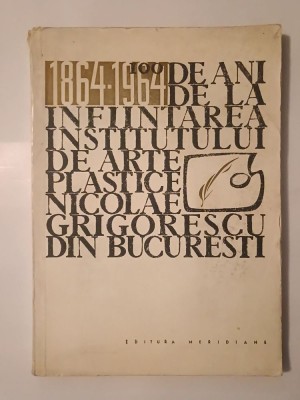 1864·1964 100 DE ANI
DE LA
INFIINTAREA
INSTITUTULUI
DE ARTE
PLASTICE
NICOLAE
GRIGORESCU
DIN BUCURESTI
EDITURA MERIDIANE